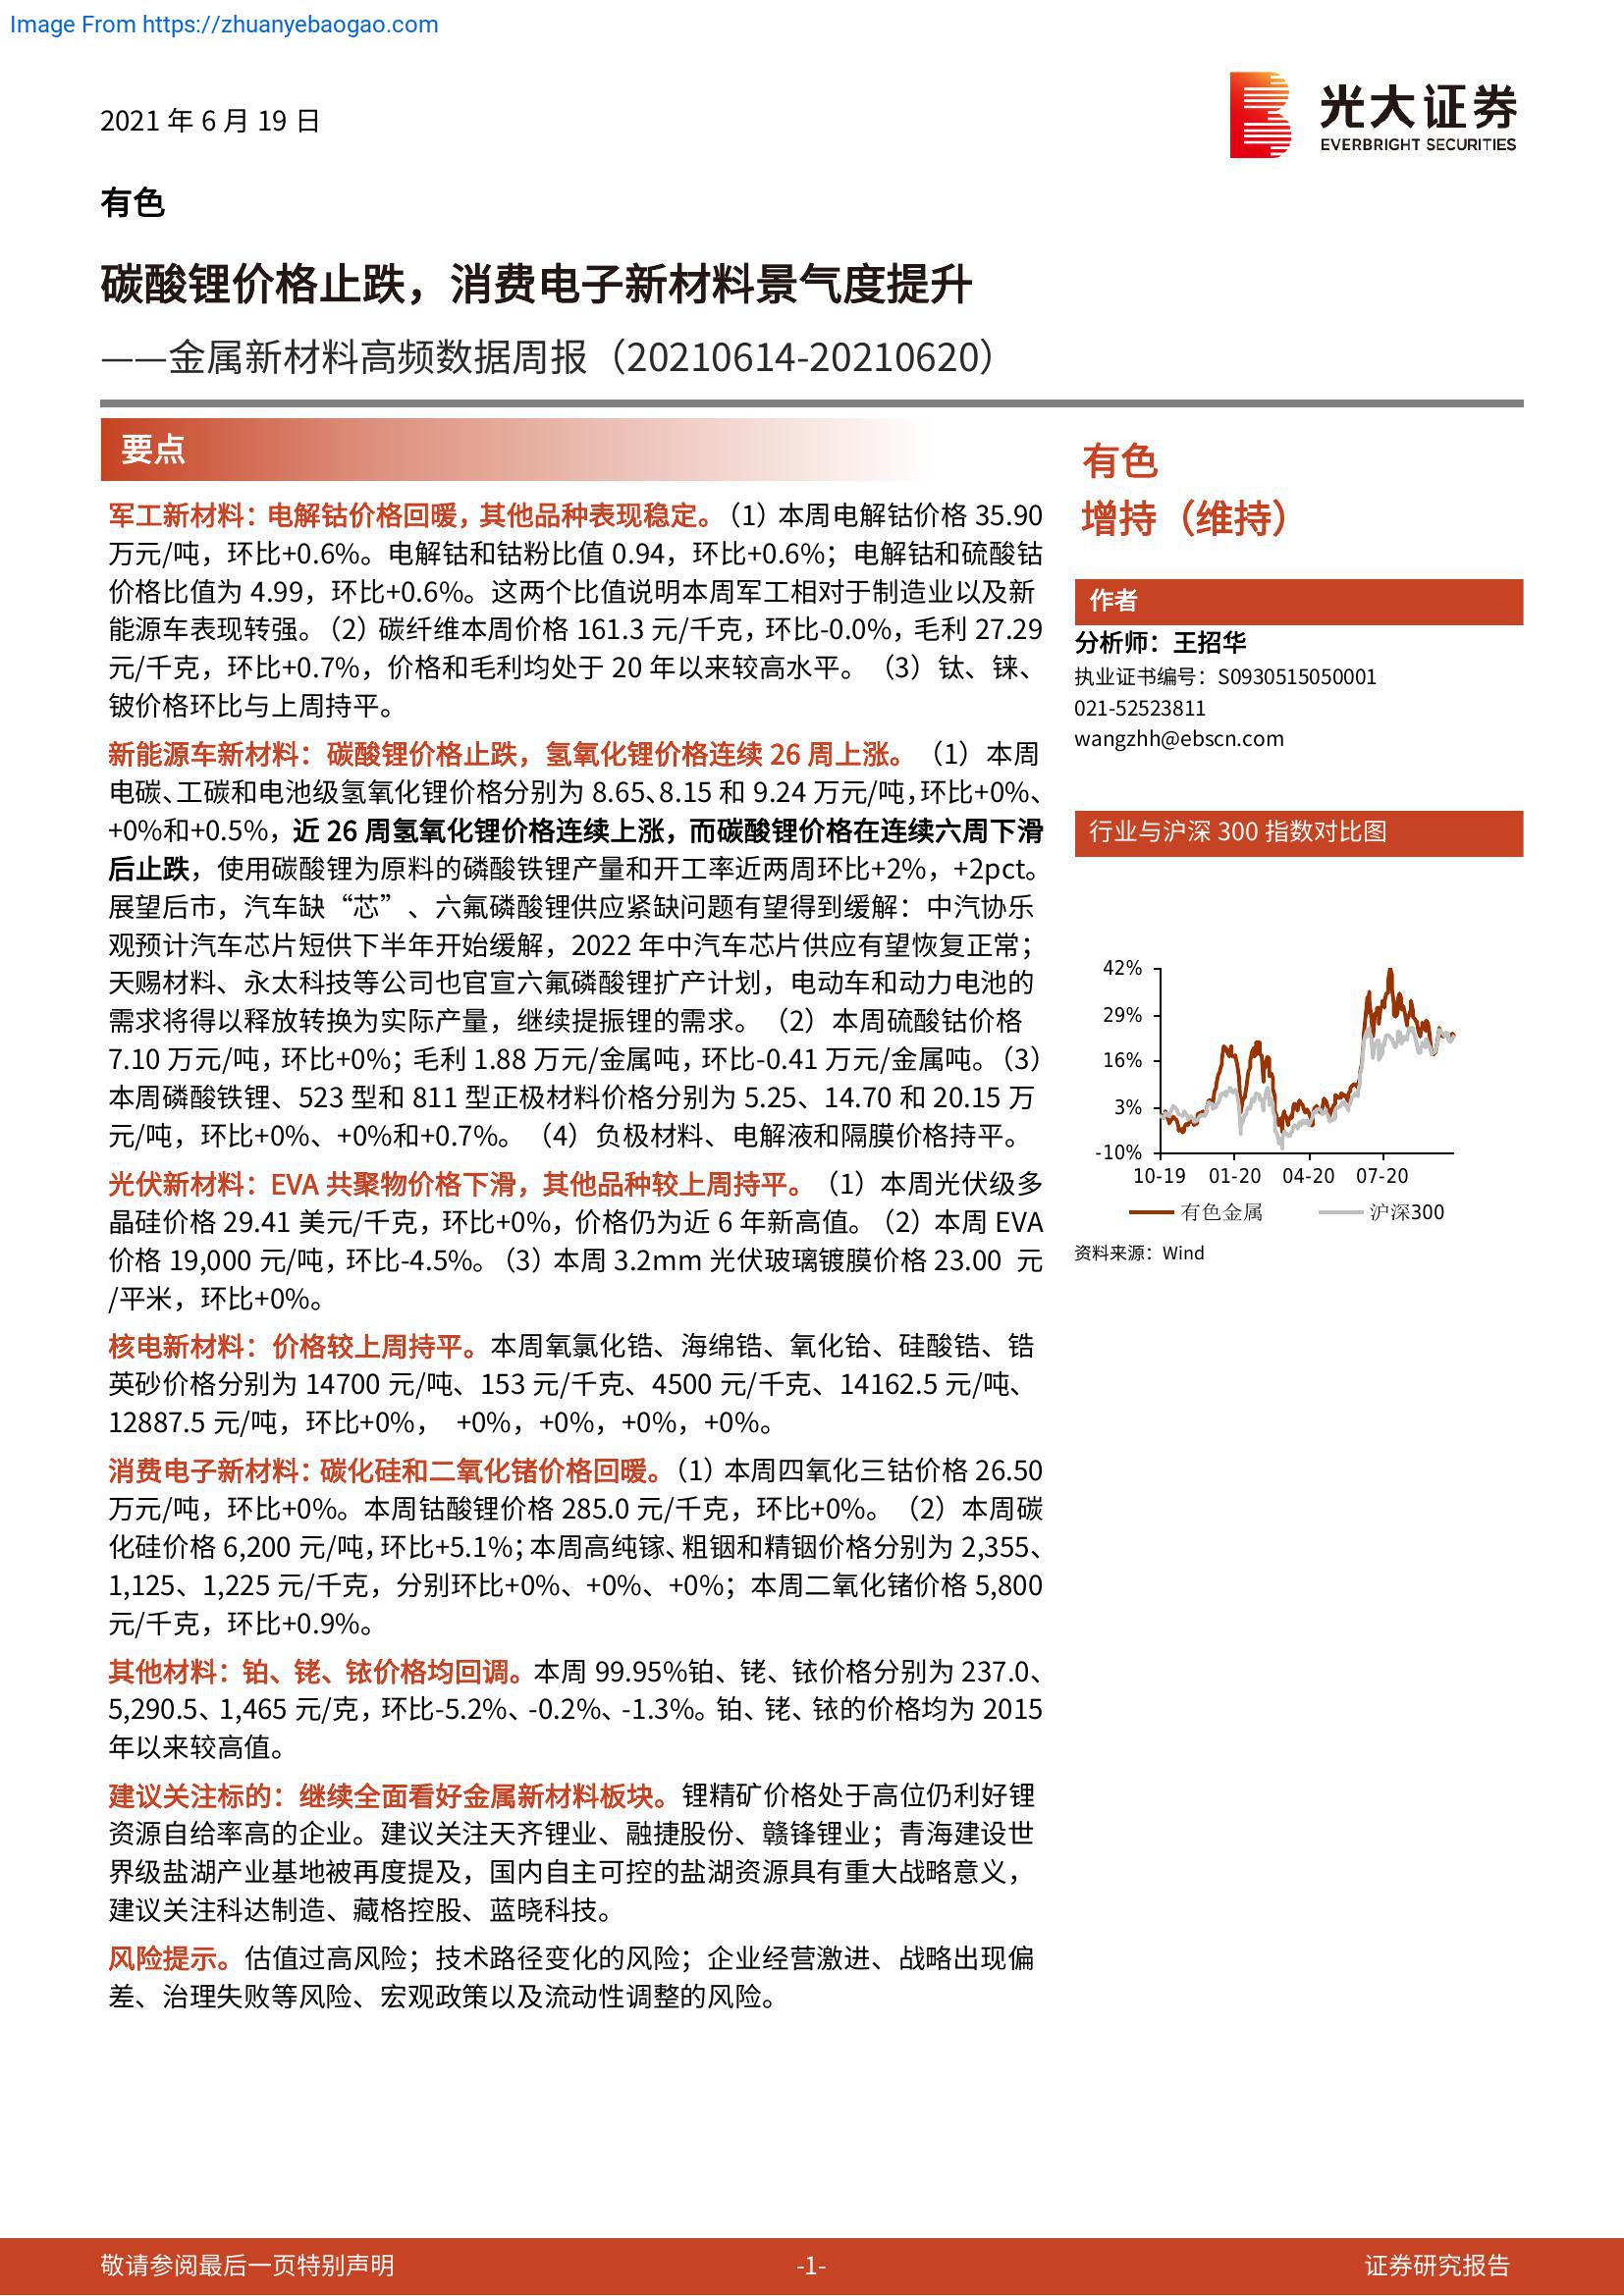 Image From https://zhuanyebaogao.com
2021 年 6 月 19 日
光大证券
EVERBRIGHT SECURITIES
有色
碳酸锂价格止跌，消费电子新材料景气度提升
——金属新材料高频数据周报（20210614-20210620）
要点
军工新材料：电解钴价格回暖，其他品种表现稳定。（1）本周电解钴价格 35.90
万元/吨，环比+0.6%。电解钴和钴粉比值 0.94，环比+0.6%；电解钴和硫酸钴
价格比值为 4.99，环比+0.6%。这两个比值说明本周军工相对于制造业以及新
能源车表现转强。（2）碳纤维本周价格 161.3 元/千克，环比-0.0%，毛利 27.29
元/千克，环比+0.7%，价格和毛利均处于 20 年以来较高水平。（3）钛、铼、
铍价格环比与上周持平。
新能源车新材料：碳酸锂价格止跌，氢氧化锂价格连续 26 周上涨。（1）本周
电碳、工碳和电池级氢氧化锂价格分别为 8.65、8.15 和 9.24 万元/吨，环比+0%、
+0%和+0.5%，近 26 周氢氧化锂价格连续上涨，而碳酸锂价格在连续六周下滑
后止跌，使用碳酸锂为原料的磷酸铁锂产量和开工率近两周环比+2%，+2pct。
展望后市，汽车缺“芯”、六氟磷酸锂供应紧缺问题有望得到缓解：中汽协乐
观预计汽车芯片短供下半年开始缓解，2022 年中汽车芯片供应有望恢复正常；
天赐材料、永太科技等公司也官宣六氟磷酸锂扩产计划，电动车和动力电池的
需求将得以释放转换为实际产量，继续提振锂的需求。（2）本周硫酸钴价格
7.10 万元/吨，环比+0%；毛利 1.88 万元/金属吨，环比-0.41 万元/金属吨。（3）
本周磷酸铁锂、523 型和 811 型正极材料价格分别为 5.25、14.70 和 20.15 万
元/吨，环比+0%、+0%和+0.7%。（4）负极材料、电解液和隔膜价格持平。
光伏新材料：EVA 共聚物价格下滑，其他品种较上周持平。（1）本周光伏级多
晶硅价格 29.41 美元/千克，环比+0%，价格仍为近 6 年新高值。（2）本周 EVA
价格 19,000 元/吨，环比-4.5%。（3）本周 3.2mm 光伏玻璃镀膜价格 23.00 元
/平米，环比+0%。
核电新材料：价格较上周持平。本周氧氯化锆、海绵锆、氧化铪、硅酸锆、锆
英砂价格分别为 14700 元/吨、153 元/千克、4500 元/千克、14162.5 元/吨、
12887.5 元/吨，环比+0%， +0%，+0%，+0%，+0%。
消费电子新材料：碳化硅和二氧化锗价格回暖。（1）本周四氧化三钴价格 26.50
万元/吨，环比+0%。本周钴酸锂价格 285.0 元/千克，环比+0%。（2）本周碳
化硅价格 6,200 元/吨，环比+5.1%；本周高纯镓、粗铟和精铟价格分别为 2,355、
1,125、1,225 元/千克，分别环比+0%、+0%、+0%；本周二氧化锗价格 5,800
元/千克，环比+0.9%。
其他材料：铂、铑、铱价格均回调。本周 99.95%铂、铑、铱价格分别为 237.0、
5,290.5、1,465 元/克，环比-5.2%、-0.2%、-1.3%。铂、铑、铱的价格均为 2015
年以来较高值。
建议关注标的：继续全面看好金属新材料板块。锂精矿价格处于高位仍利好锂
资源自给率高的企业。建议关注天齐锂业、融捷股份、赣锋锂业；青海建设世
界级盐湖产业基地被再度提及，国内自主可控的盐湖资源具有重大战略意义，
建议关注科达制造、藏格控股、蓝晓科技。
风险提示。估值过高风险；技术路径变化的风险；企业经营激进、战略出现偏
差、治理失败等风险、宏观政策以及流动性调整的风险。
有色
增持（维持）
作者
分析师：王招华
执业证书编号：S0930515050001
021-52523811
wangzhh@ebscn.com
行业与沪深 300 指数对比图
42%
29%
16%
3%
-10%
10-19 01-20 04-20 07-20
有色金属 沪深300
资料来源：Wind
敬请参阅最后一页特别声明 -1- 证券研究报告